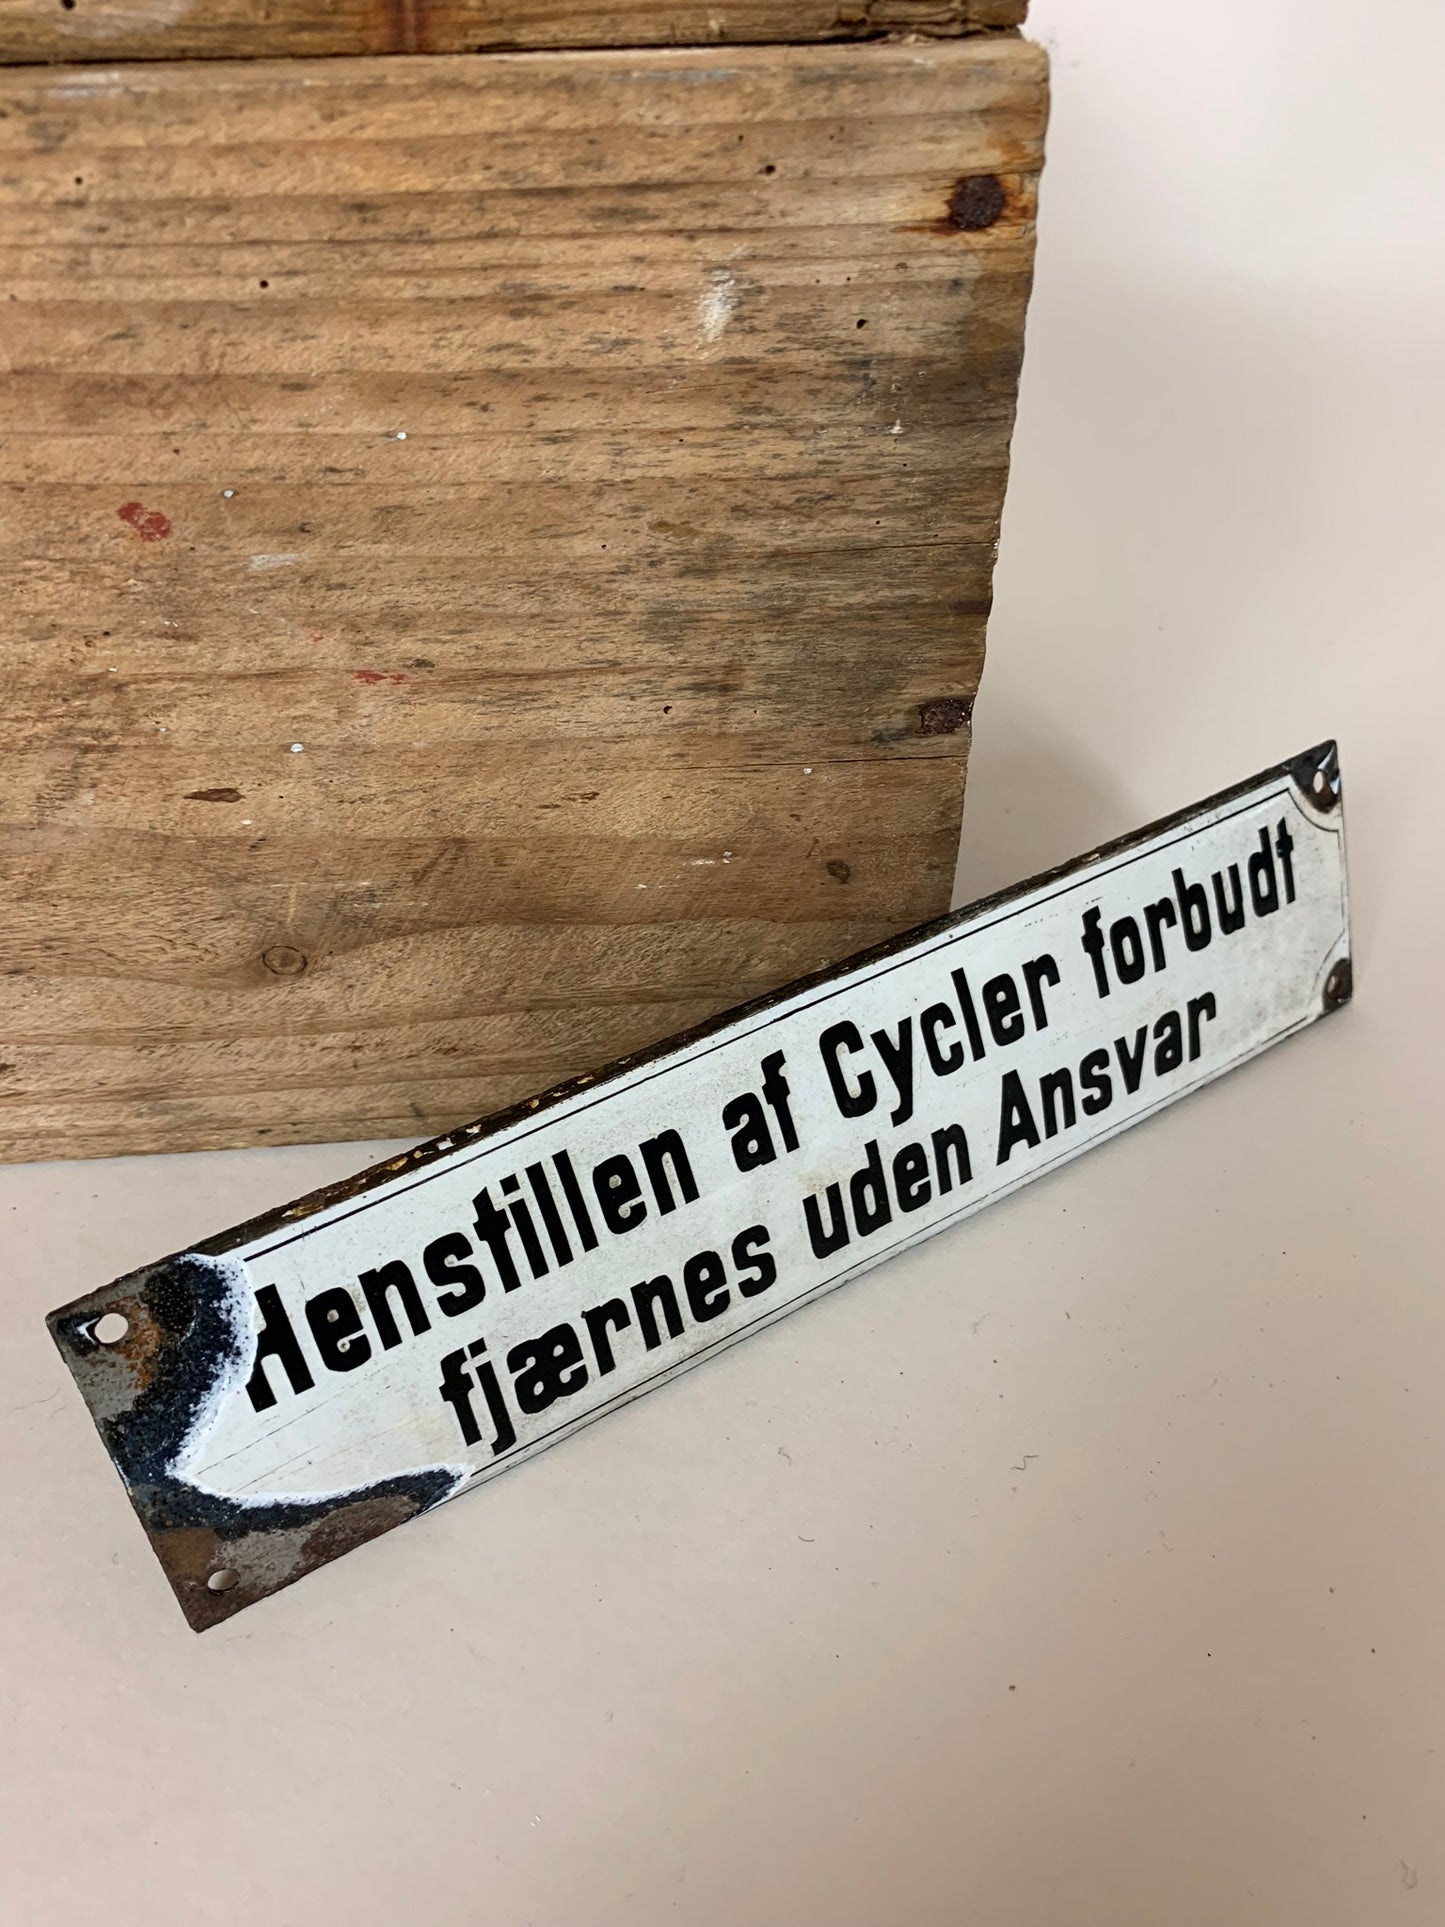 Henstillen af Cycler forbudt
fjærnes uden Ansvar